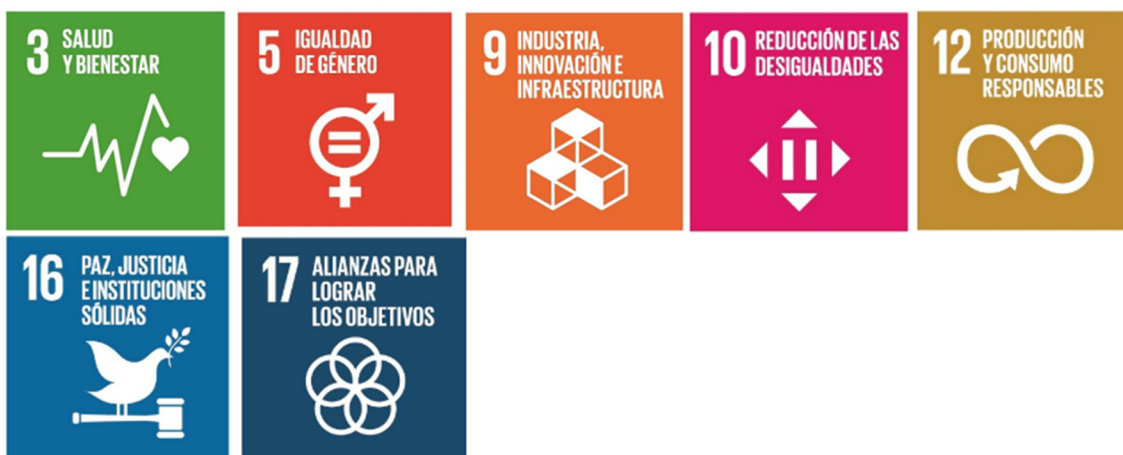 3 SALUD
Y BIENESTAR
5 IGUALDAD
DE GÉNERO
9 INDUSTRIA,
INNOVACIÓN E
INFRAESTRUCTURA
10 REDUCCIÓN DE LAS
DESIGUALDADES
12 PRODUCCIÓN
Y CONSUMO
RESPONSABLES
16 PAZ, JUSTICIA
E INSTITUCIONES
SÓLIDAS
17 ALIANZAS PARA
LOGRAR
LOS OBJETIVOS